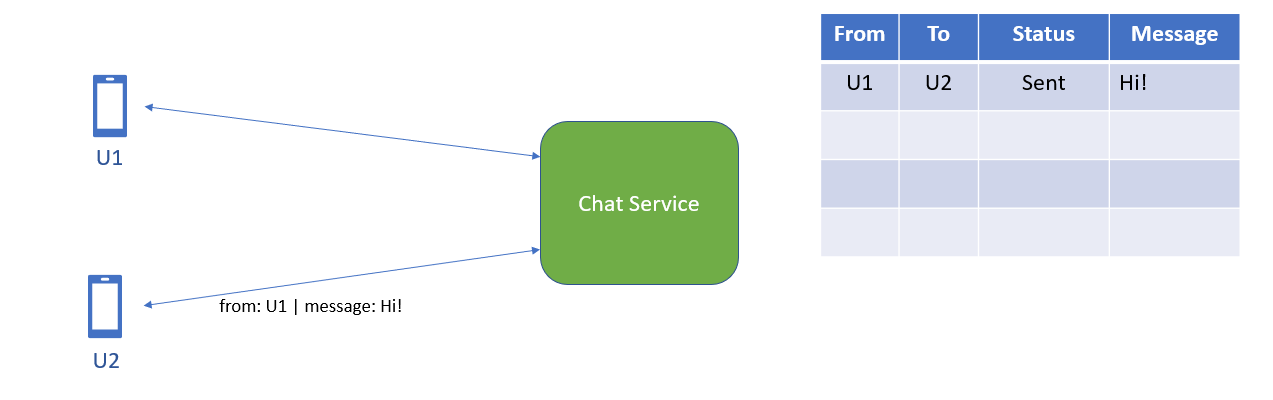 From To Status Message
U1 U2 Sent Hi!
U1
Chat Service
from: U1 | message: Hi!
U2